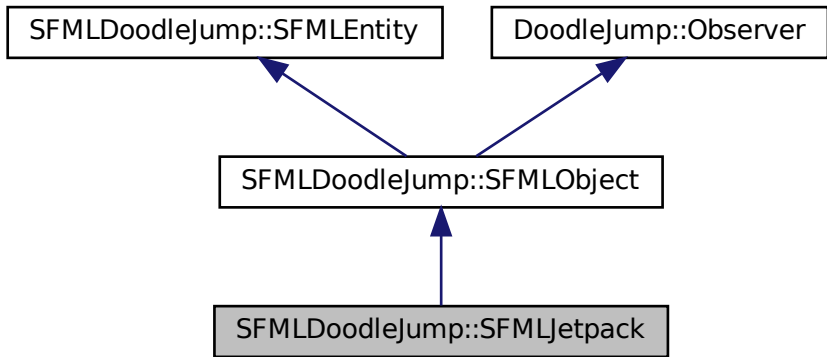 SFMLDoodleJump::SFMLEntity
DoodleJump::Observer
SFMLDoodleJump::SFMLObject
SFMLDoodleJump::SFMLJetpack